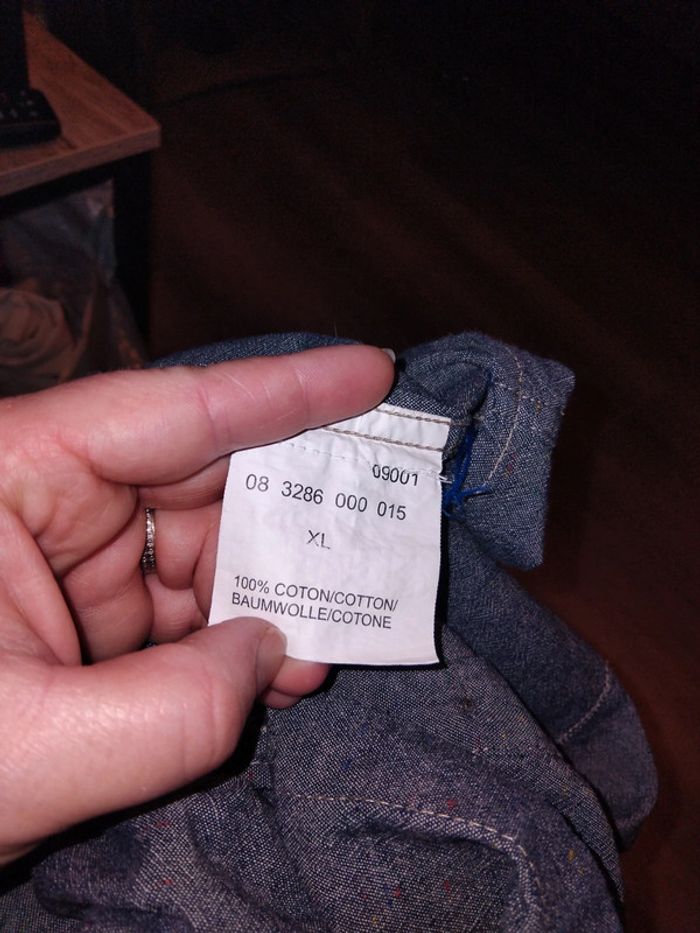 09001
08 3286 000 015
XL
100% COTON/COTTON/
BAUMWOLLE/COTONE